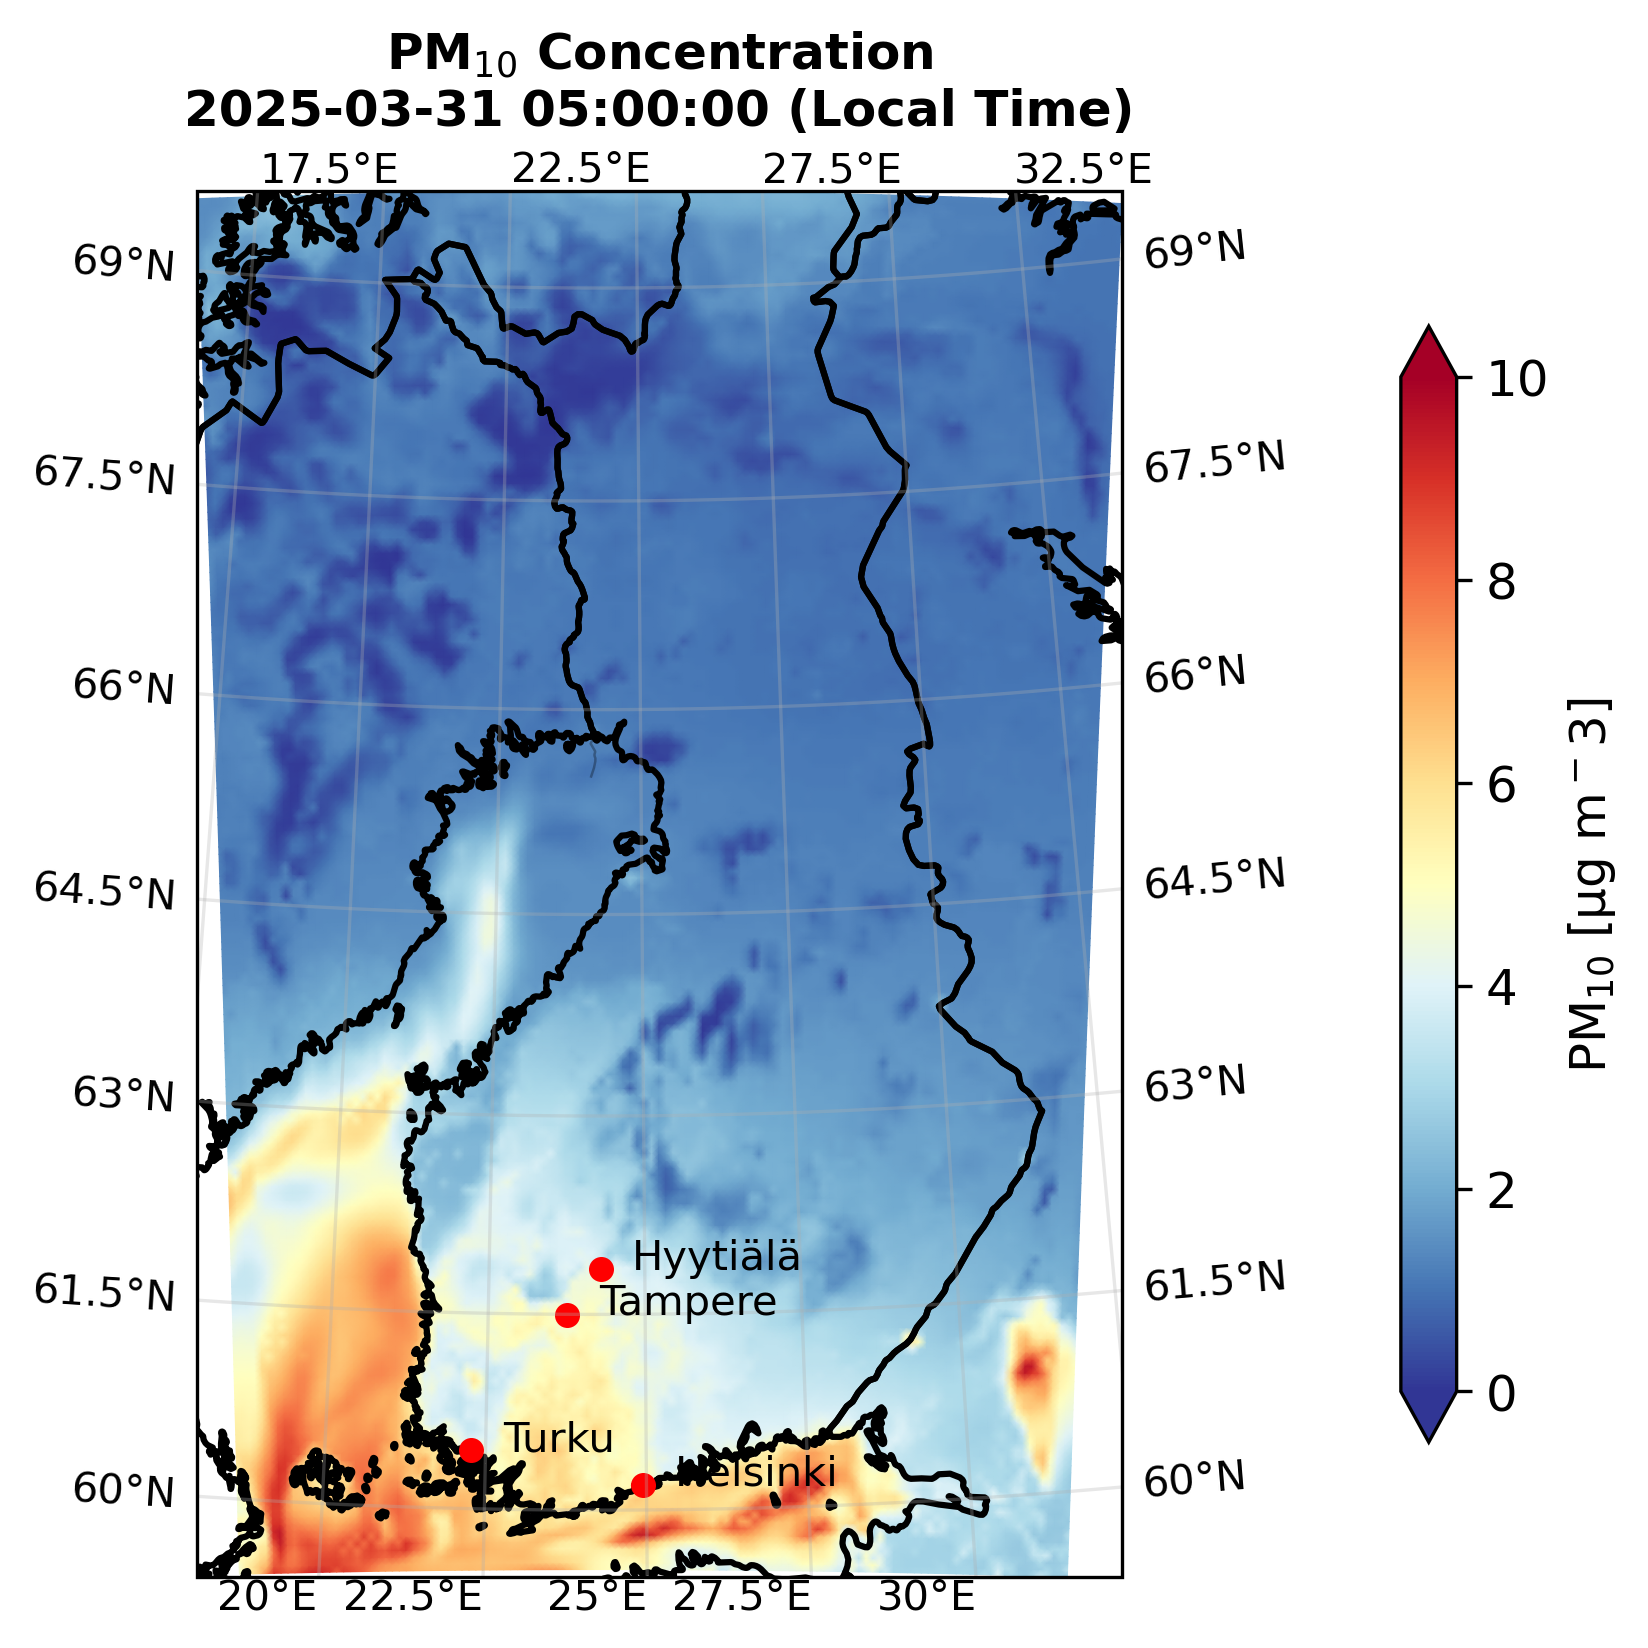 PM₁₀ Concentration
2025-03-31 05:00:00 (Local Time)
17.5°E 22.5°E 27.5°E 32.5°E
69°N 69°N
67.5°N 67.5°N
66°N 66°N
64.5°N 64.5°N
63°N 63°N
61.5°N 61.5°N
60°N 60°N
Hyytiälä
Tampere
Turku
Helsinki
20°E 22.5°E 25°E 27.5°E 30°E
10
8
6
4
2
0
PM₁₀ [µg m⁻ 3]